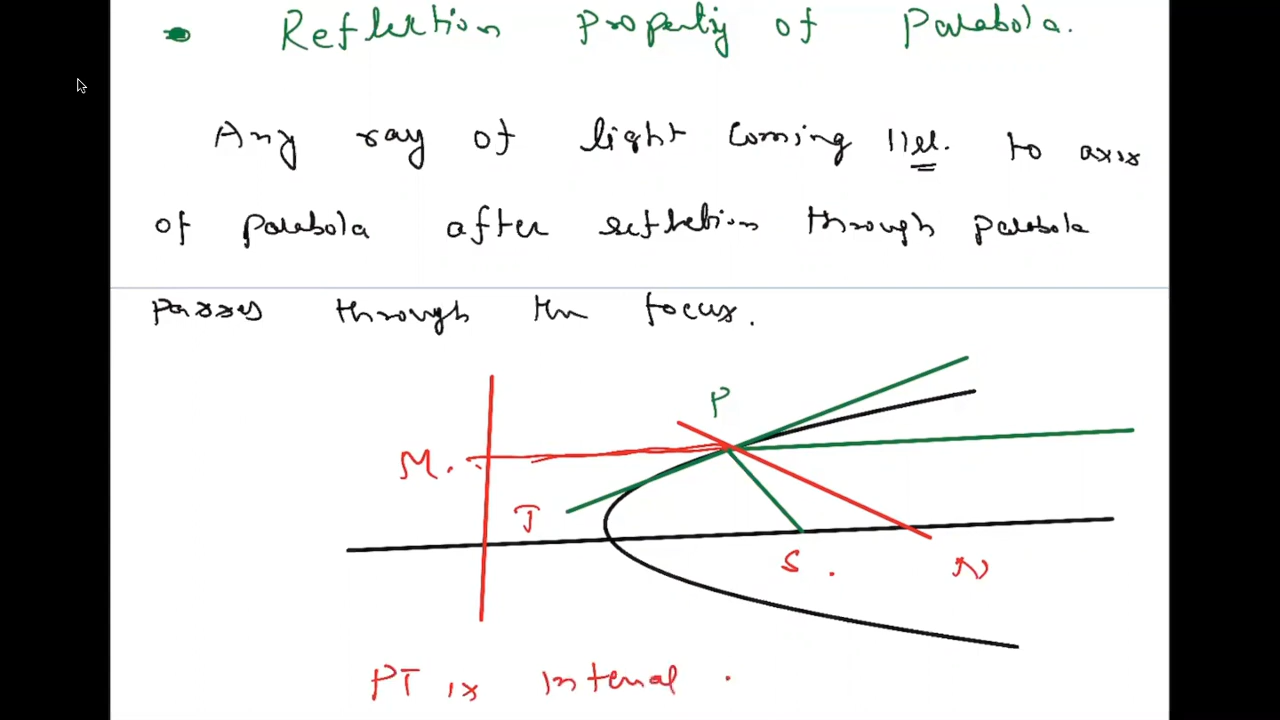 Reflection property of Parabola.
Any ray of light coming ||el. to axis
of parabola after reflection through parabola
passes through the focus.
P
M.
T
S.
N
PT is internal.